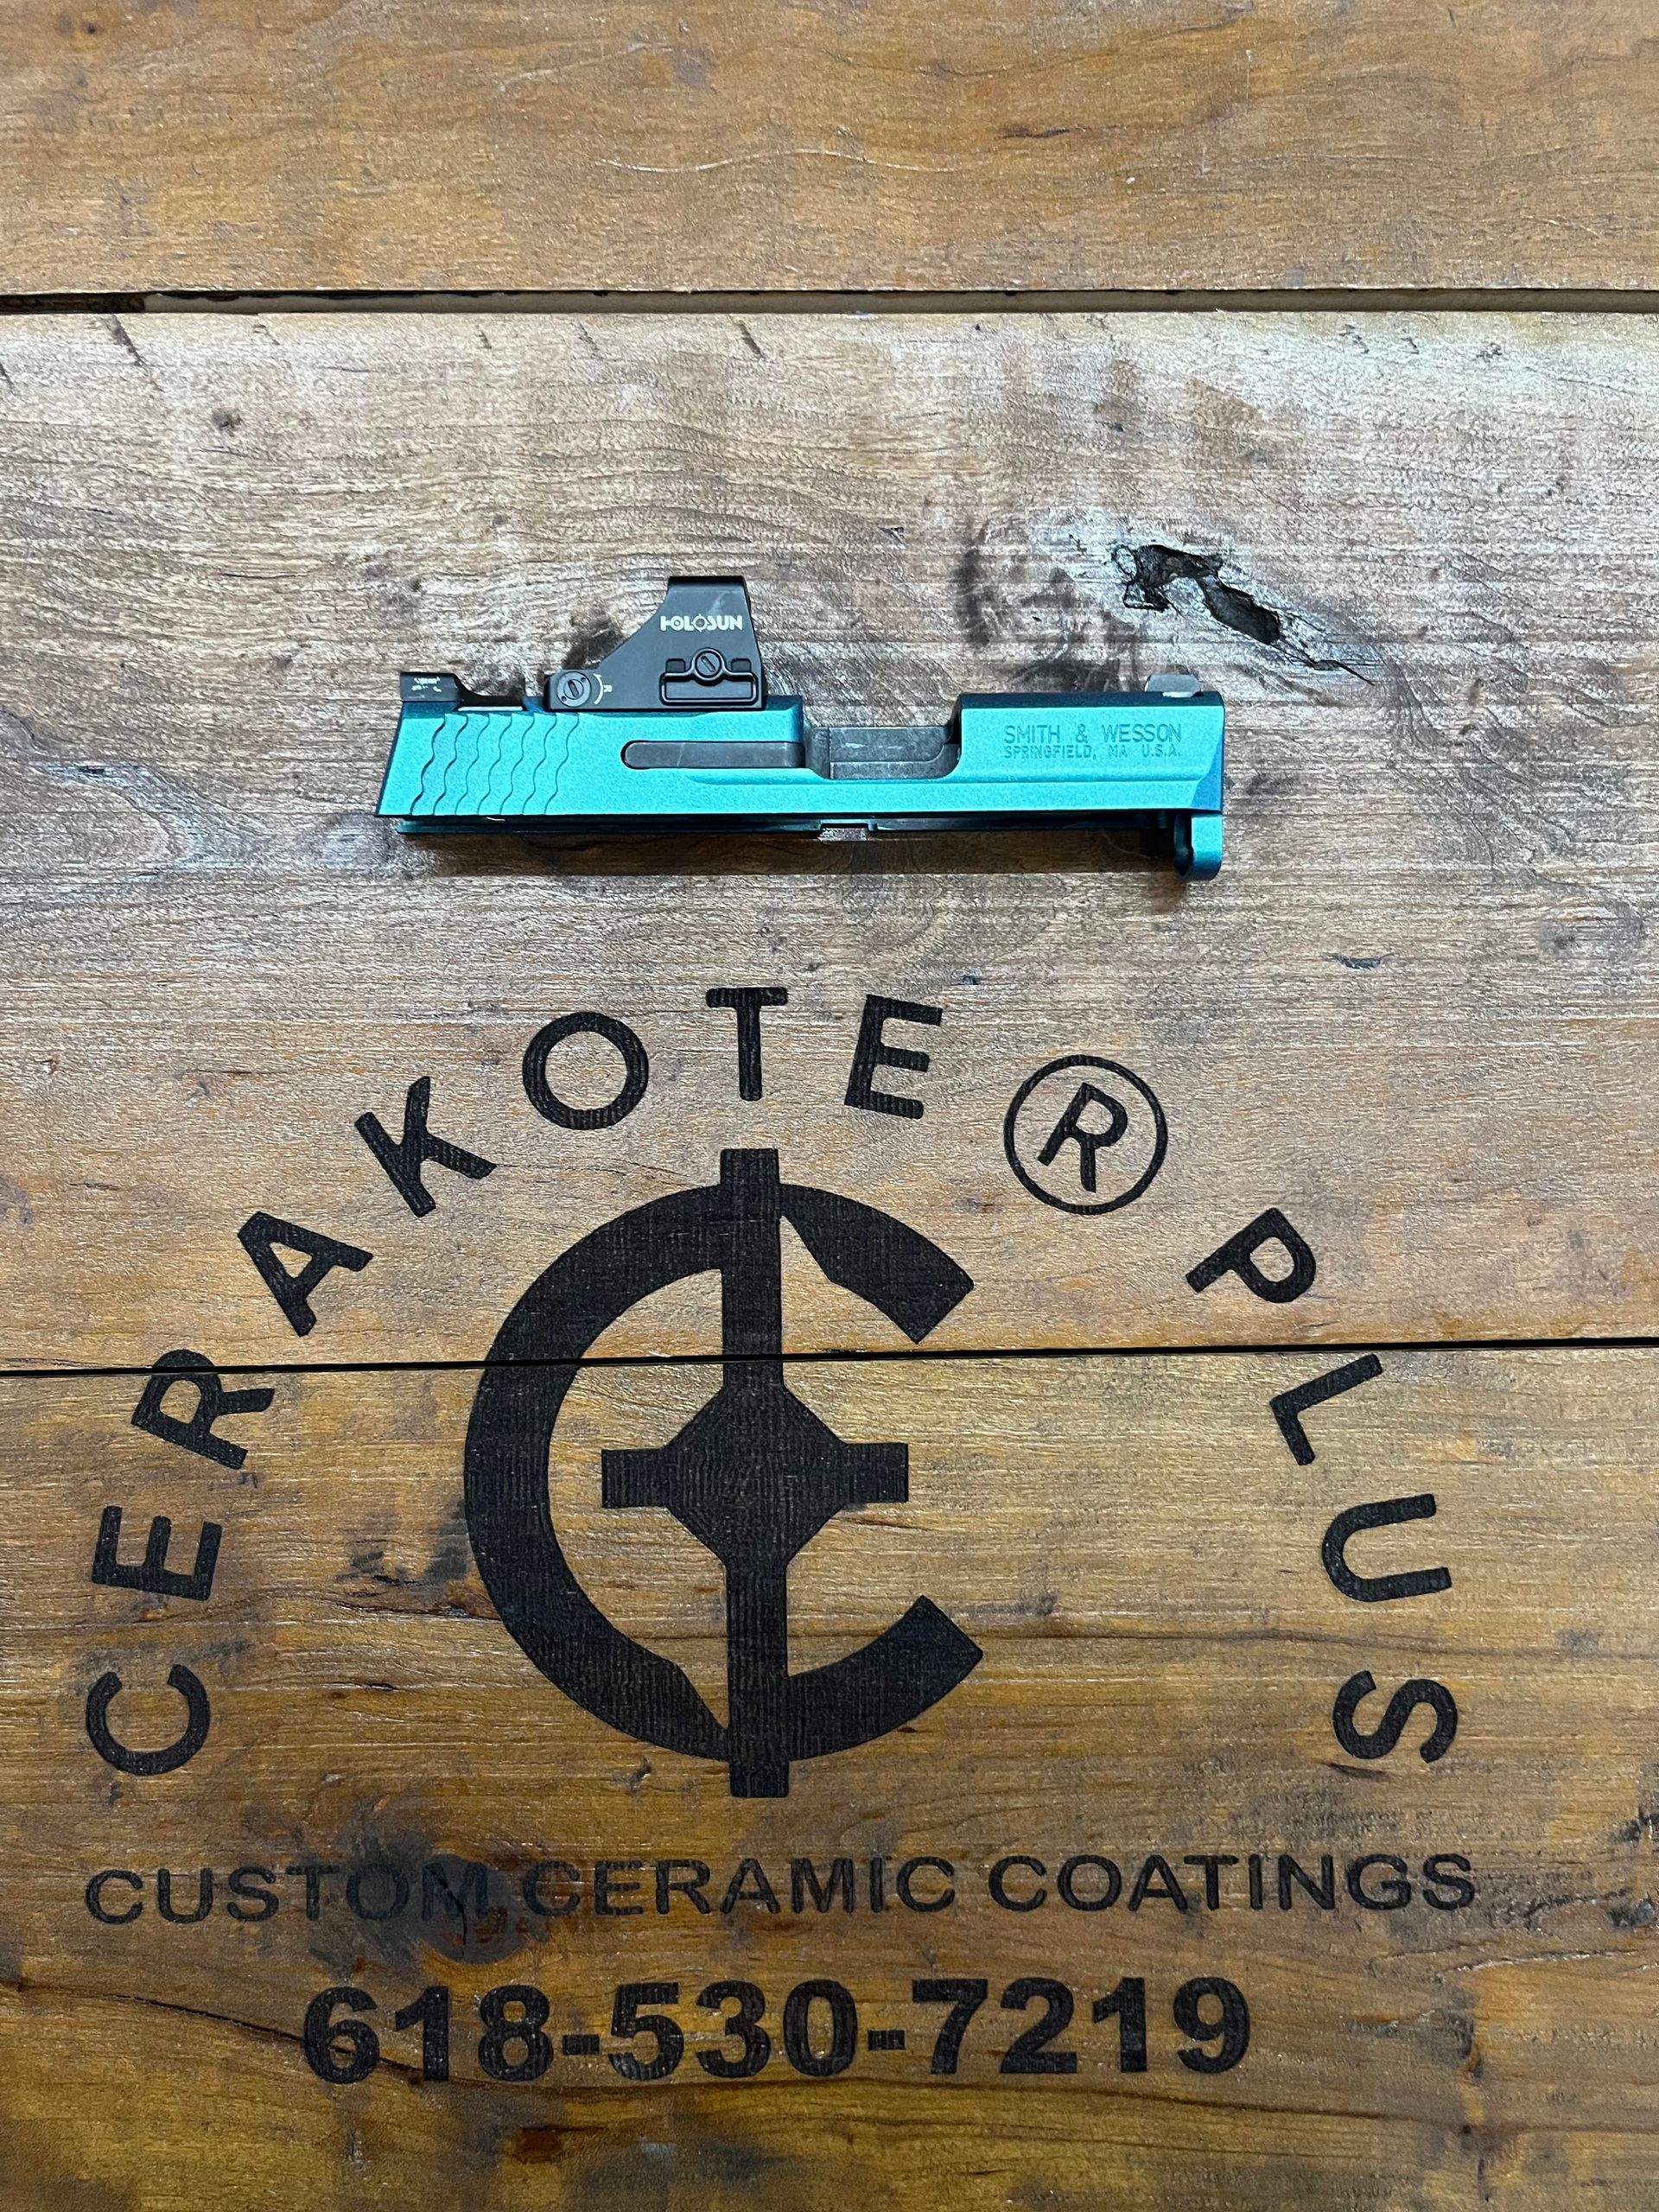 HOLOSUN
SMITH & WESSON
SPRINGFIELD, MA U.S.A.
CERAKOTE® PLUS
CUSTOM CERAMIC COATINGS
618-530-7219